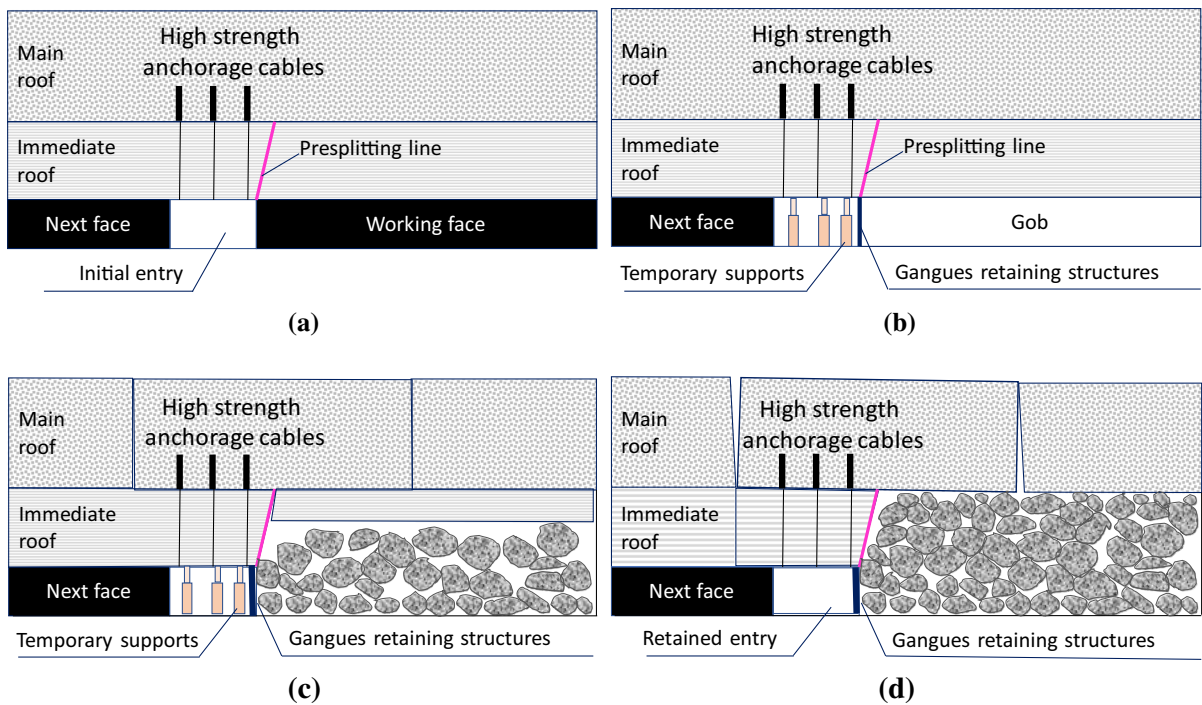 High strength
anchorage cables
Main
roof
Immediate
roof
Presplitting line
Next face
Working face
Initial entry
(a)
High strength
anchorage cables
Main
roof
Immediate
roof
Presplitting line
Next face
Gob
Temporary supports
Gangues retaining structures
(b)
High strength
anchorage cables
Main
roof
Immediate
roof
Next face
Temporary supports
Gangues retaining structures
(c)
High strength
anchorage cables
Main
roof
Immediate
roof
Next face
Retained entry
Gangues retaining structures
(d)